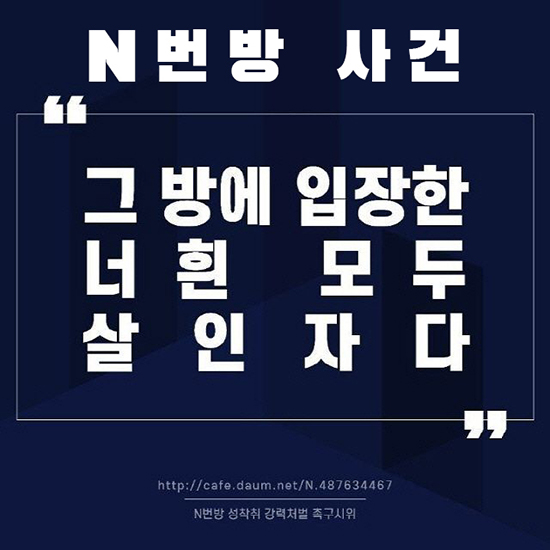 N번방 사건
“
그 방에 입장한
너흰 모두
살인자다
”
http://cafe.daum.net/N.487634467
N번방 성착취 강력처벌 촉구시위